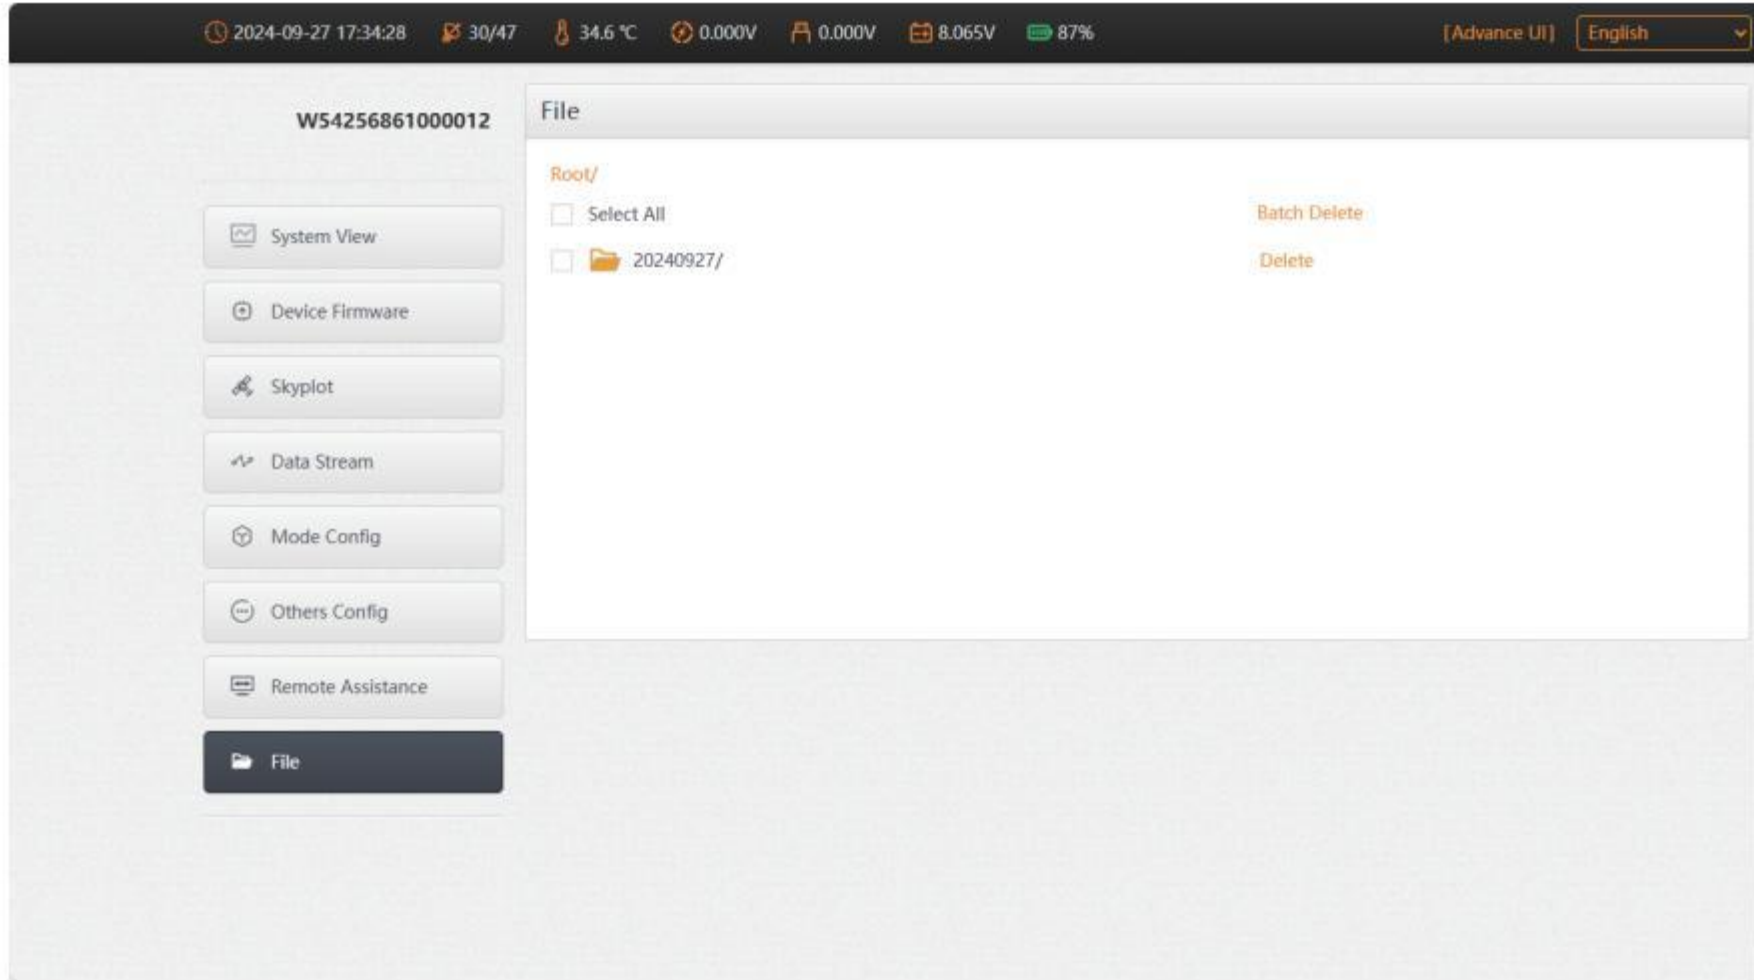 2024-09-27 17:34:28 30/47 34.6 ℃ 0.000V 0.000V 8.065V 87% [Advance UI] English
W54256861000012
System View
Device Firmware
Skyplot
Data Stream
Mode Config
Others Config
Remote Assistance
File
File
Root/
Select All Batch Delete
20240927/ Delete